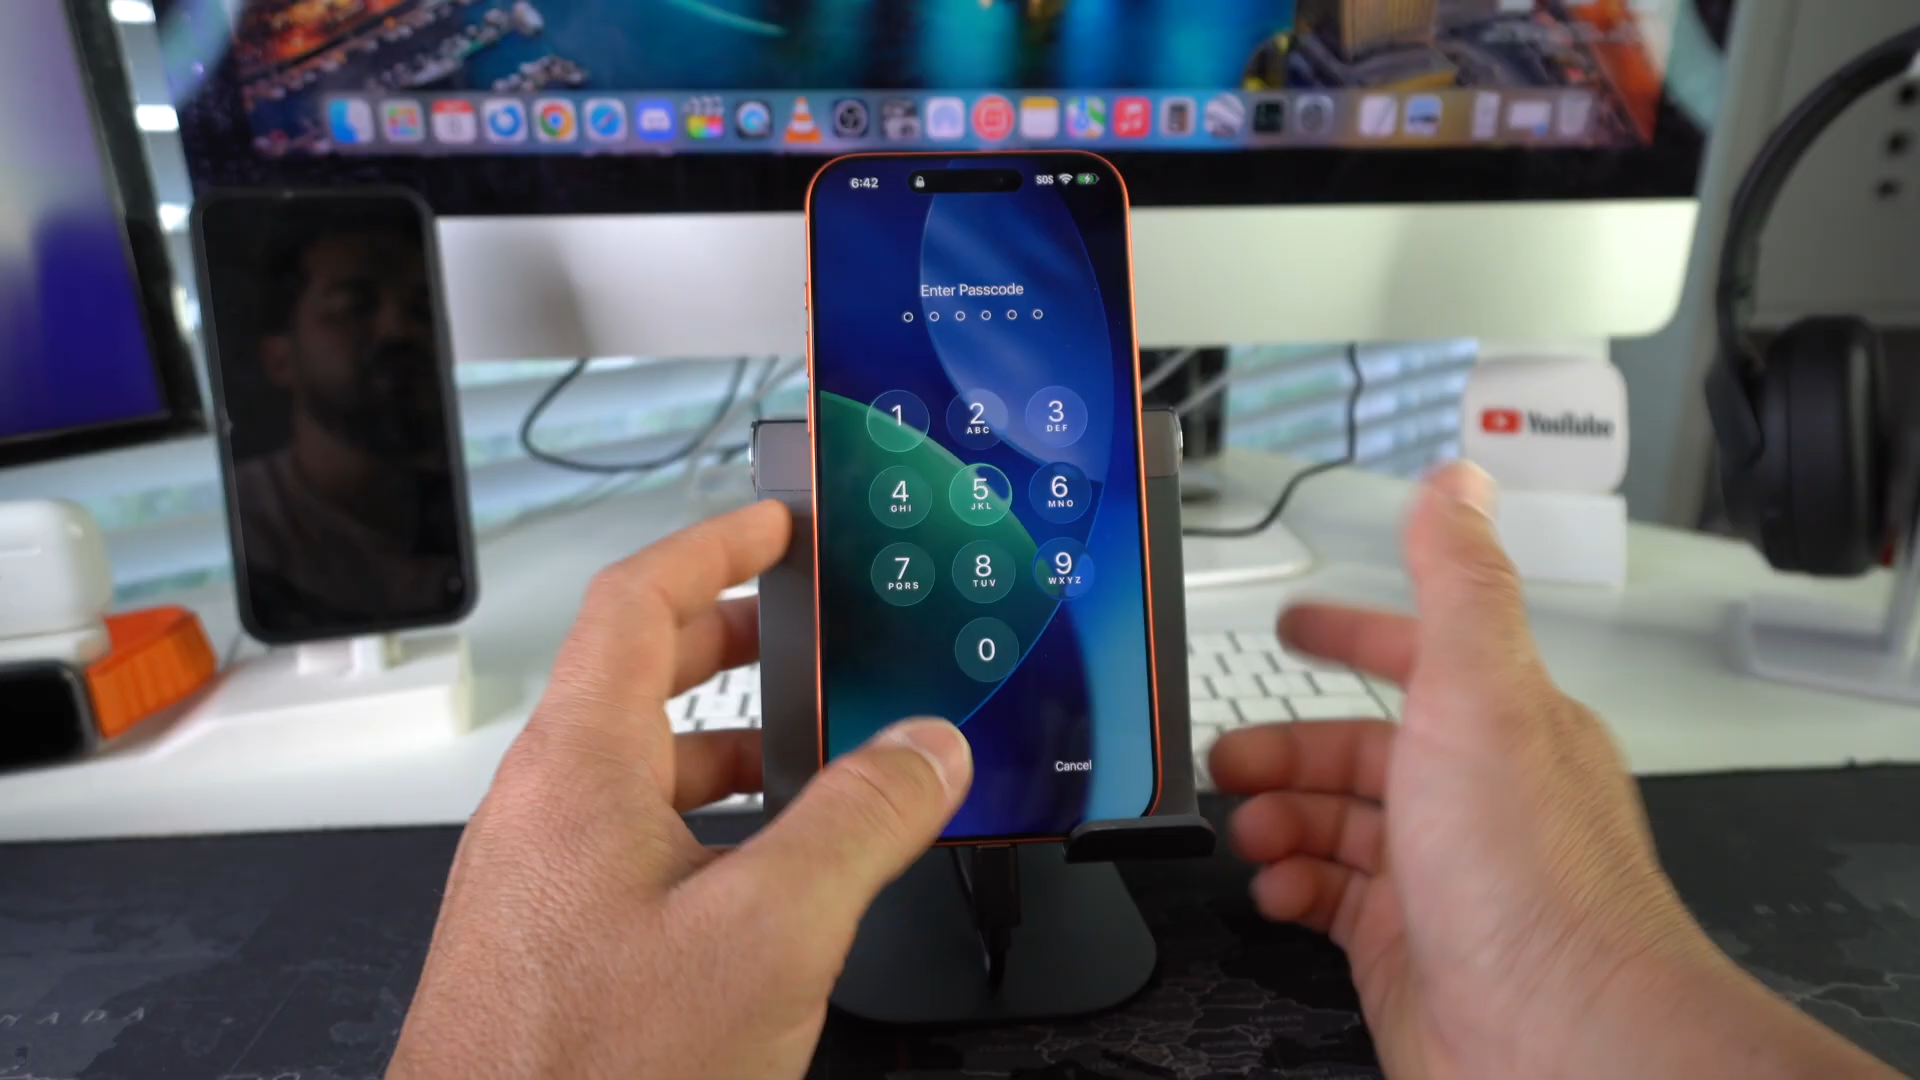 6:42
SOS
Enter Passcode
1
2
ABC
3
DEF
4
GHI
5
JKL
6
MNO
7
PQRS
8
TUV
9
WXYZ
0
Cancel
YouTube
NADA